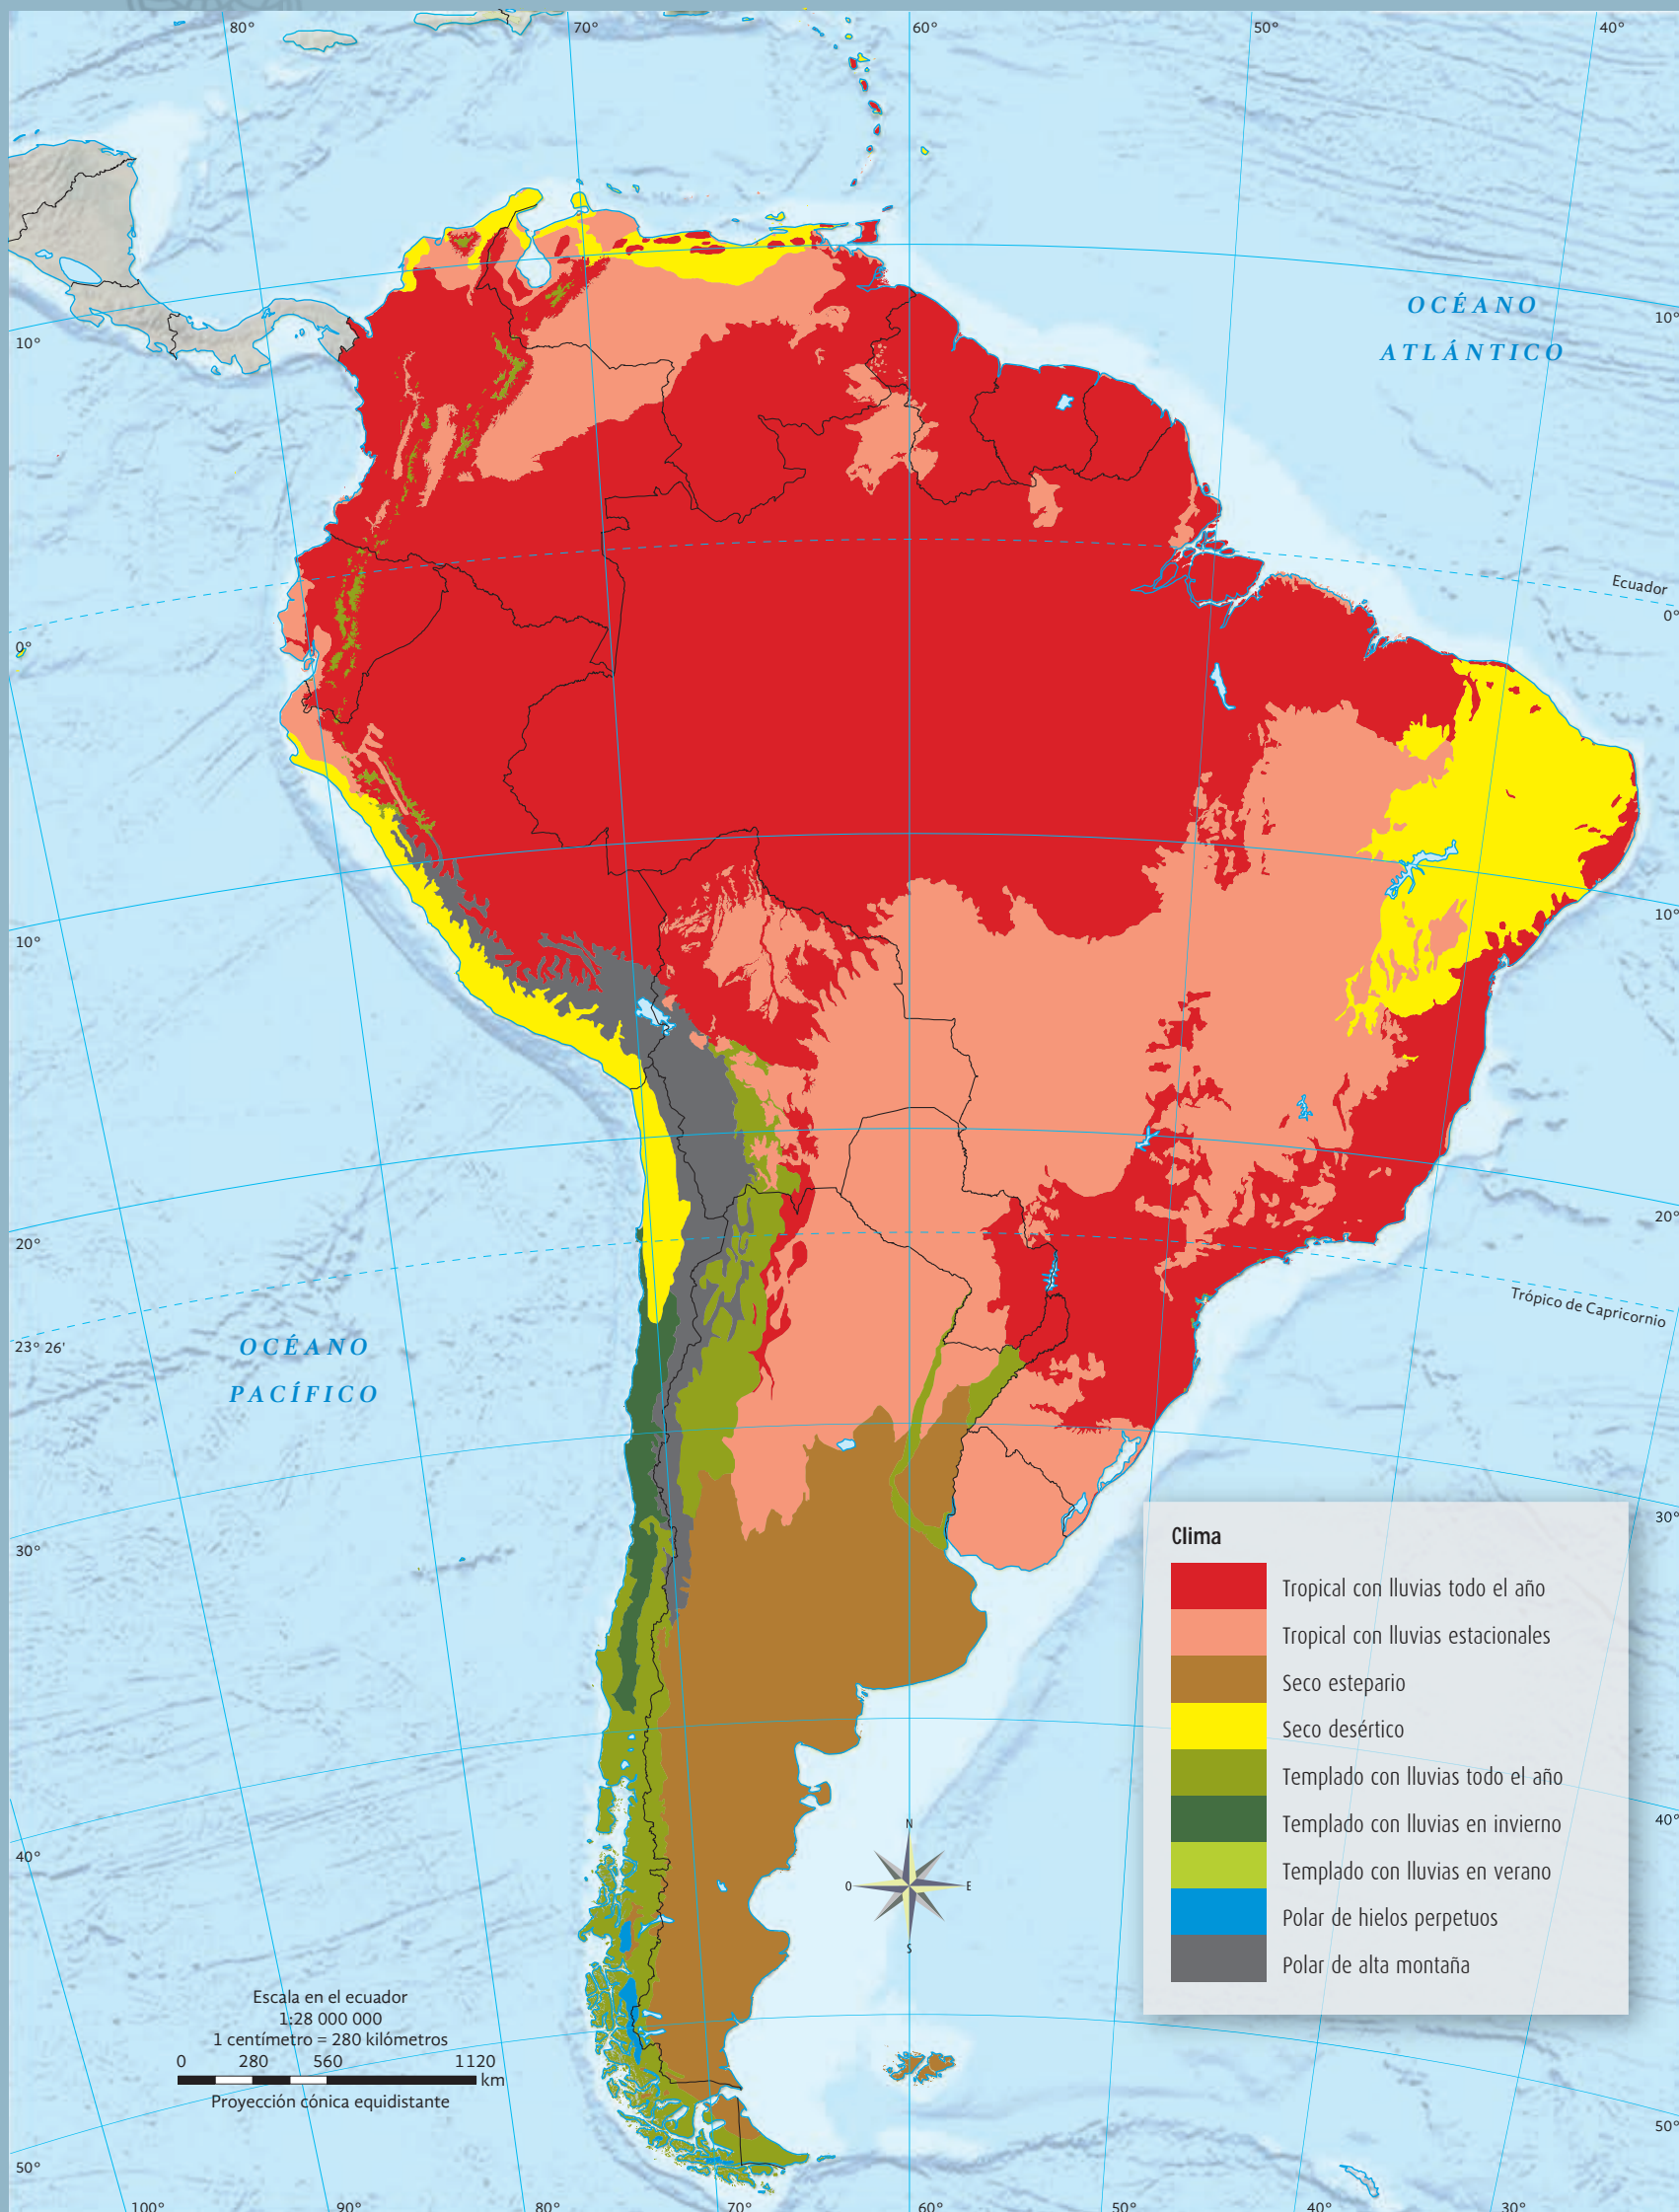 80°
70°
60°
50°
40°
OCÉANO
ATLÁNTICO
10°
10°
Ecuador
0°
0°
10°
10°
20°
20°
Trópico de Capricornio
23° 26'
OCÉANO
PACÍFICO
30°
30°
Clima
Tropical con lluvias todo el año
Tropical con lluvias estacionales
Seco estepario
Seco desértico
Templado con lluvias todo el año
Templado con lluvias en invierno
Templado con lluvias en verano
Polar de hielos perpetuos
Polar de alta montaña
40°
40°
N
O
E
S
Escala en el ecuador
1:28 000 000
1 centímetro = 280 kilómetros
0 280 560 1120
km
Proyección cónica equidistante
50°
50°
100°
90°
80°
70°
60°
50°
40°
30°